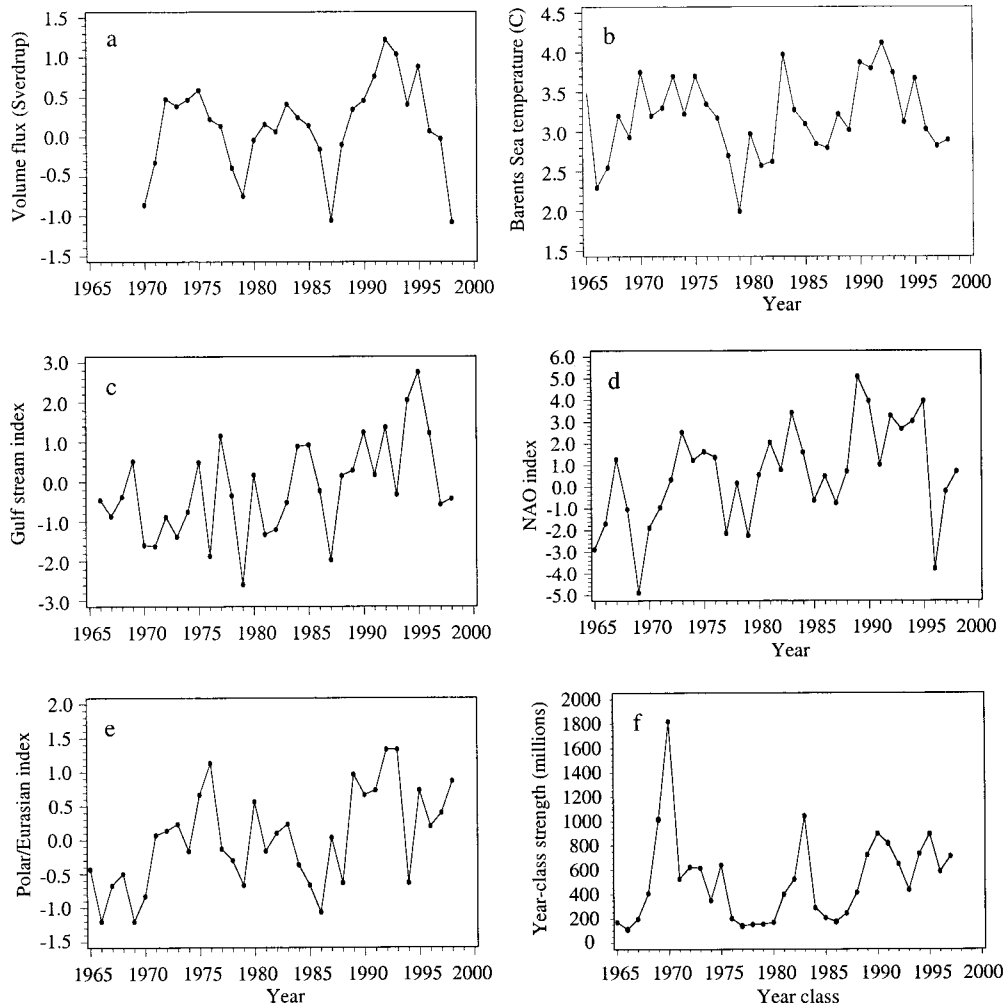 a
Volume flux (Sverdrup)
1.5
1.0
0.5
0.0
-0.5
-1.0
-1.5
1965 1970 1975 1980 1985 1990 1995 2000
b
Barents Sea temperature (C)
4.5
4.0
3.5
3.0
2.5
2.0
1.5
1965 1970 1975 1980 1985 1990 1995 2000
Year
c
Gulf stream index
3.0
2.0
1.0
0.0
-1.0
-2.0
-3.0
1965 1970 1975 1980 1985 1990 1995 2000
d
NAO index
6.0
5.0
4.0
3.0
2.0
1.0
0.0
-1.0
-2.0
-3.0
-4.0
-5.0
1965 1970 1975 1980 1985 1990 1995 2000
Year
e
Polar/Eurasian index
2.0
1.5
1.0
0.5
0.0
-0.5
-1.0
-1.5
1965 1970 1975 1980 1985 1990 1995 2000
Year
f
Year-class strength (millions)
2000
1800
1600
1400
1200
1000
800
600
400
200
0
1965 1970 1975 1980 1985 1990 1995 2000
Year class